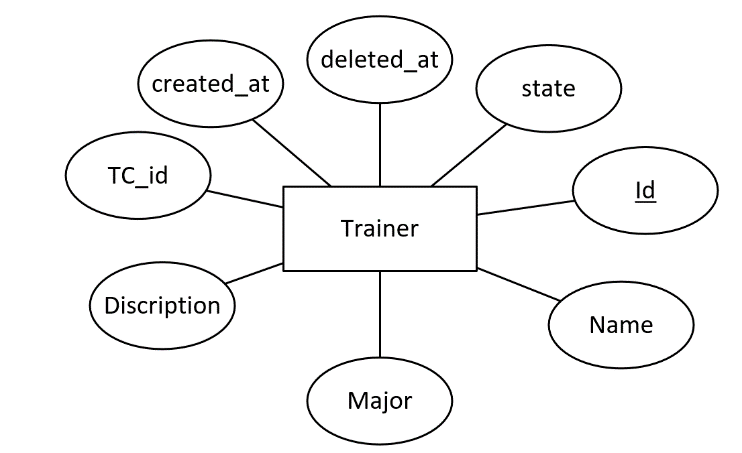 deleted_at
created_at
state
TC_id
Id
Trainer
Discription
Name
Major